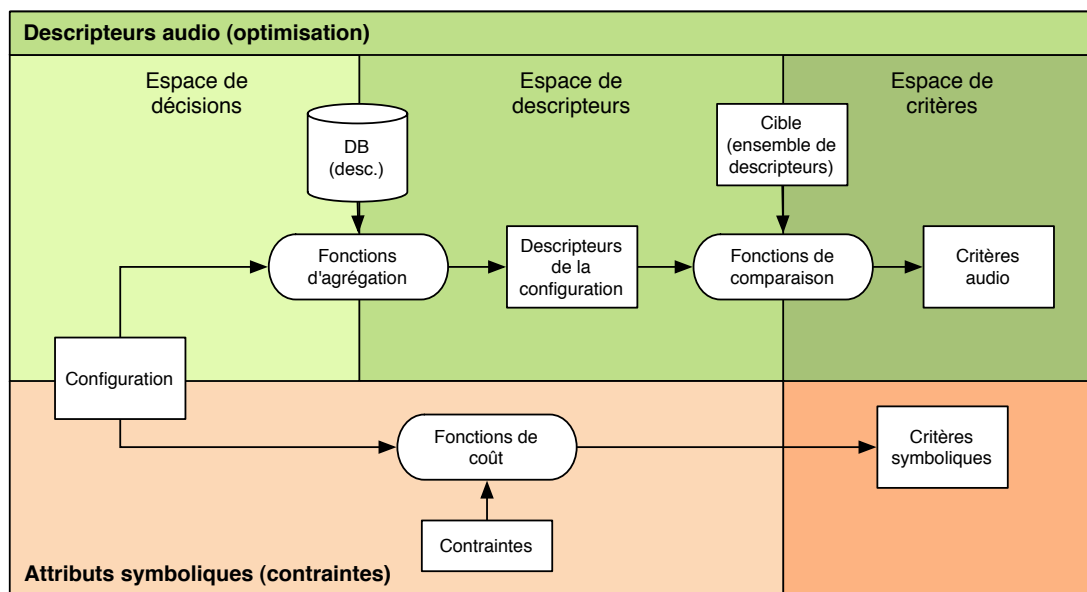 Descripteurs audio (optimisation)
Espace de
décisions
Espace de
descripteurs
Espace de
critères
DB
(desc.)
Cible
(ensemble de
descripteurs)
Fonctions
d'agrégation
Descripteurs
de la
configuration
Fonctions de
comparaison
Critères
audio
Configuration
Fonctions de
coût
Critères
symboliques
Contraintes
Attributs symboliques (contraintes)